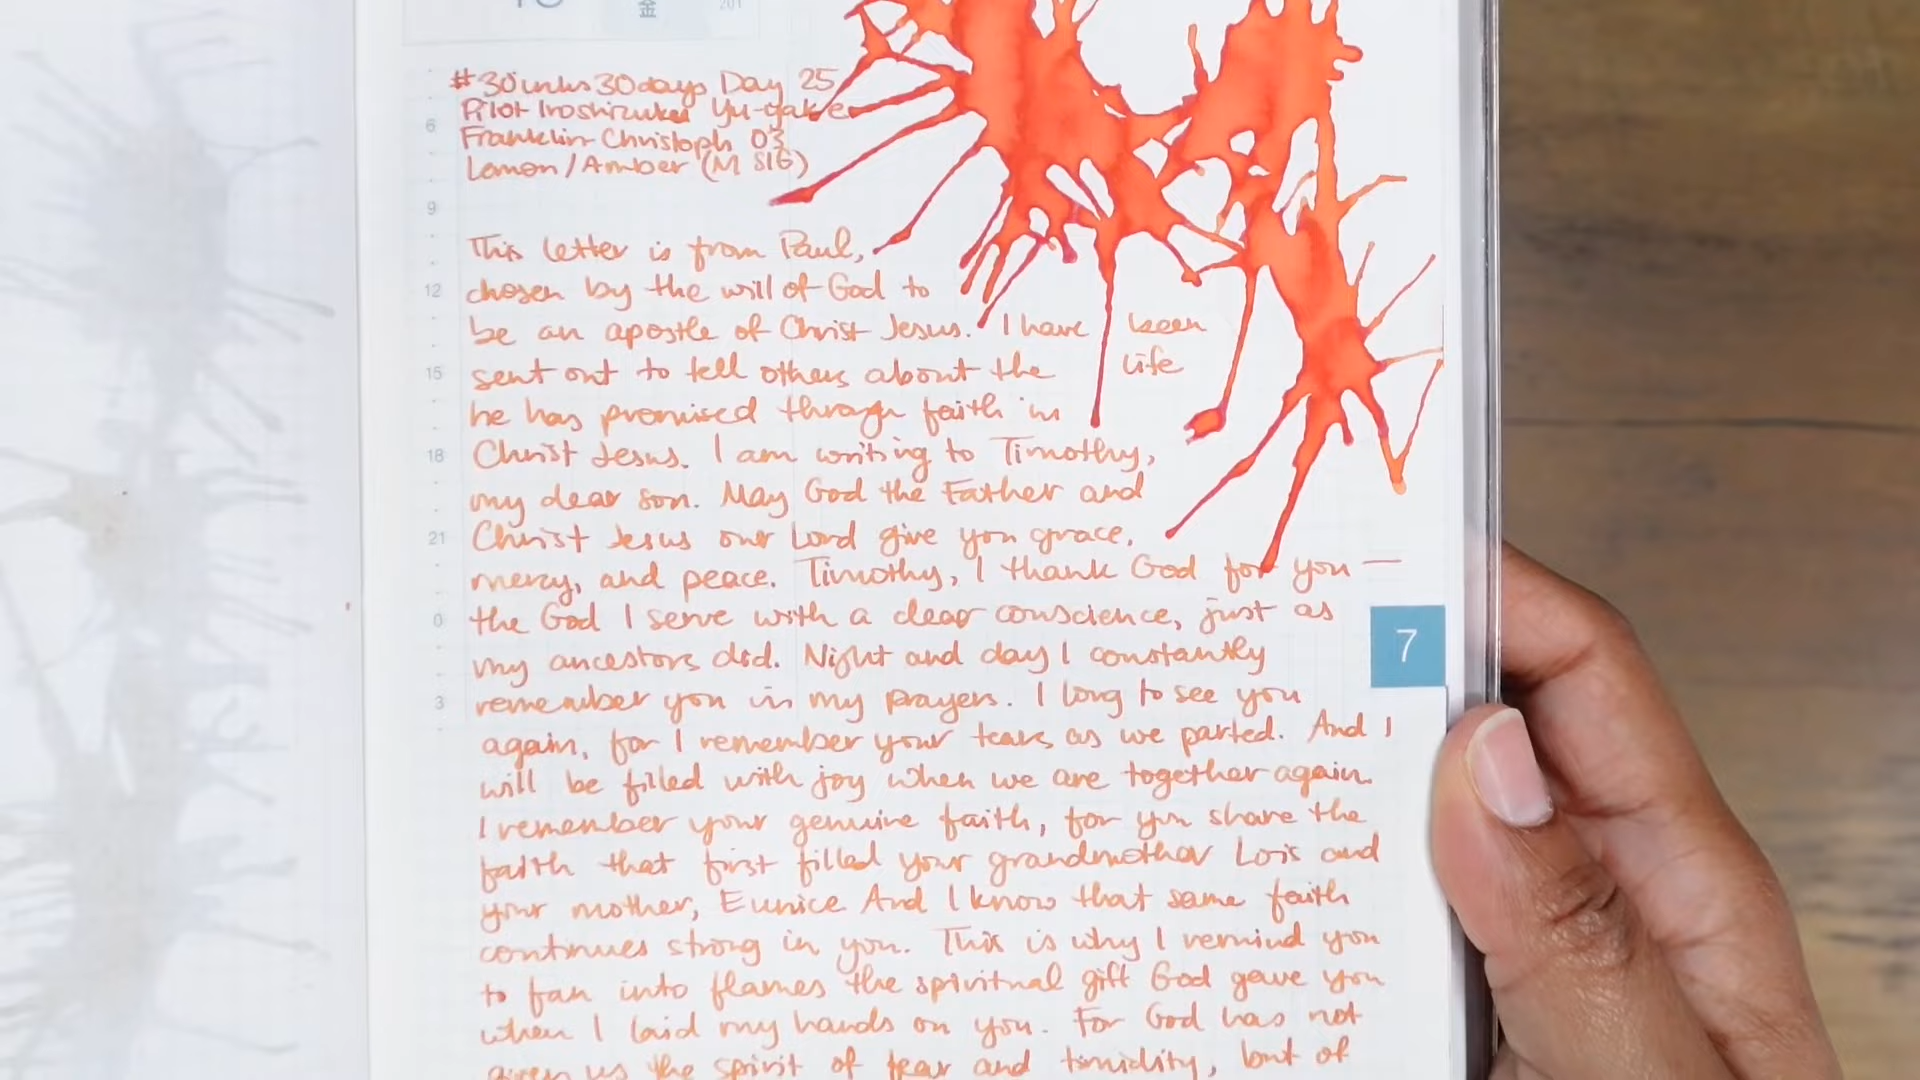 金
201
#30inks30days Day 25
Pilot Iroshizuku Yu-yake
Franklin-Christoph 03
Lemon/Amber (M SIG)
This letter is from Paul,
chosen by the will of God to
be an apostle of Christ Jesus. I have been
sent out to tell others about the life
he has promised through faith in
Christ Jesus. I am writing to Timothy,
my dear son. May God the Father and
Christ Jesus our Lord give you grace,
mercy, and peace. Timothy, I thank God for you —
the God I serve with a clear conscience, just as
my ancestors did. Night and day I constantly
remember you in my prayers. I long to see you
again, for I remember your tears as we parted. And I
will be filled with joy when we are together again.
I remember your genuine faith, for you share the
faith that first filled your grandmother Lois and
your mother, Eunice And I know that same faith
continues strong in you. This is why I remind you
to fan into flames the spiritual gift God gave you
when I laid my hands on you. For God has not
given us the spirit of fear and timidity, but of
6
9
12
15
18
21
0
3
7